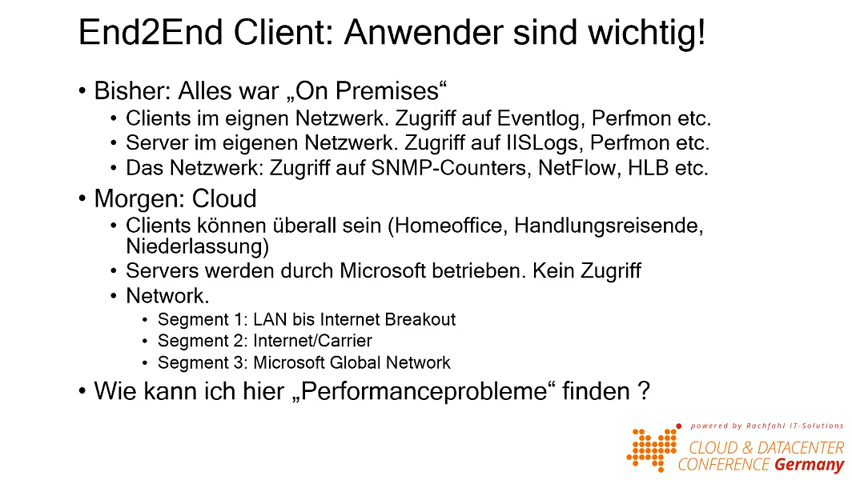 End2End Client: Anwender sind wichtig!
• Bisher: Alles war „On Premises“
• Clients im eignen Netzwerk. Zugriff auf Eventlog, Perfmon etc.
• Server im eigenen Netzwerk. Zugriff auf IISLogs, Perfmon etc.
• Das Netzwerk: Zugriff auf SNMP-Counters, NetFlow, HLB etc.
• Morgen: Cloud
• Clients können überall sein (Homeoffice, Handlungsreisende,
Niederlassung)
• Servers werden durch Microsoft betrieben. Kein Zugriff
• Network.
• Segment 1: LAN bis Internet Breakout
• Segment 2: Internet/Carrier
• Segment 3: Microsoft Global Network
• Wie kann ich hier „Performanceprobleme“ finden ?
powered by Rachfahl IT-Solutions
CLOUD & DATACENTER
CONFERENCE Germany